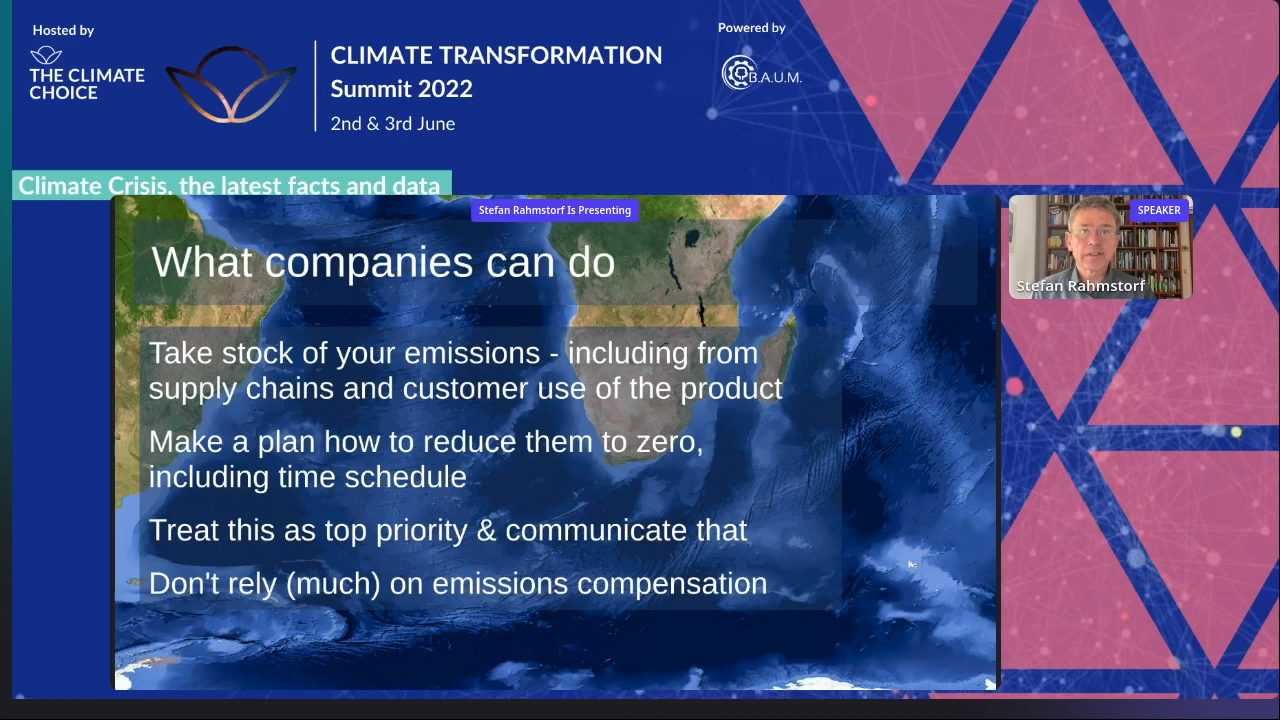 Hosted by
THE CLIMATE
CHOICE
CLIMATE TRANSFORMATION
Summit 2022
2nd & 3rd June
Powered by
B.A.U.M.
Climate Crisis, the latest facts and data
Stefan Rahmstorf Is Presenting
SPEAKER
Stefan Rahmstorf
What companies can do
Take stock of your emissions - including from
supply chains and customer use of the product
Make a plan how to reduce them to zero,
including time schedule
Treat this as top priority & communicate that
Don't rely (much) on emissions compensation